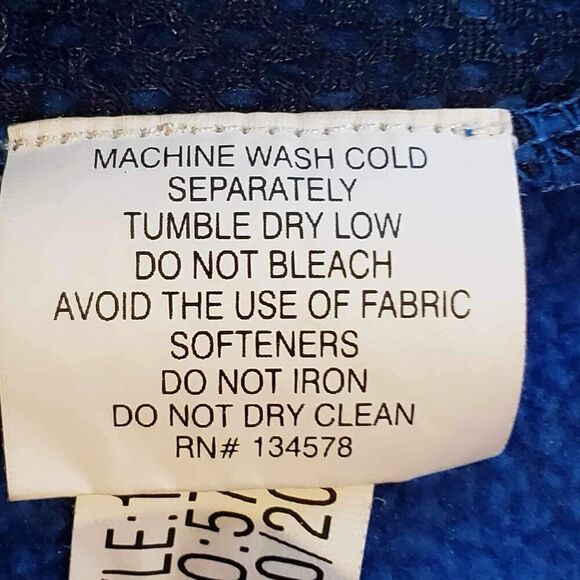 MACHINE WASH COLD
SEPARATELY
TUMBLE DRY LOW
DO NOT BLEACH
AVOID THE USE OF FABRIC
SOFTENERS
DO NOT IRON
DO NOT DRY CLEAN
RN# 134578